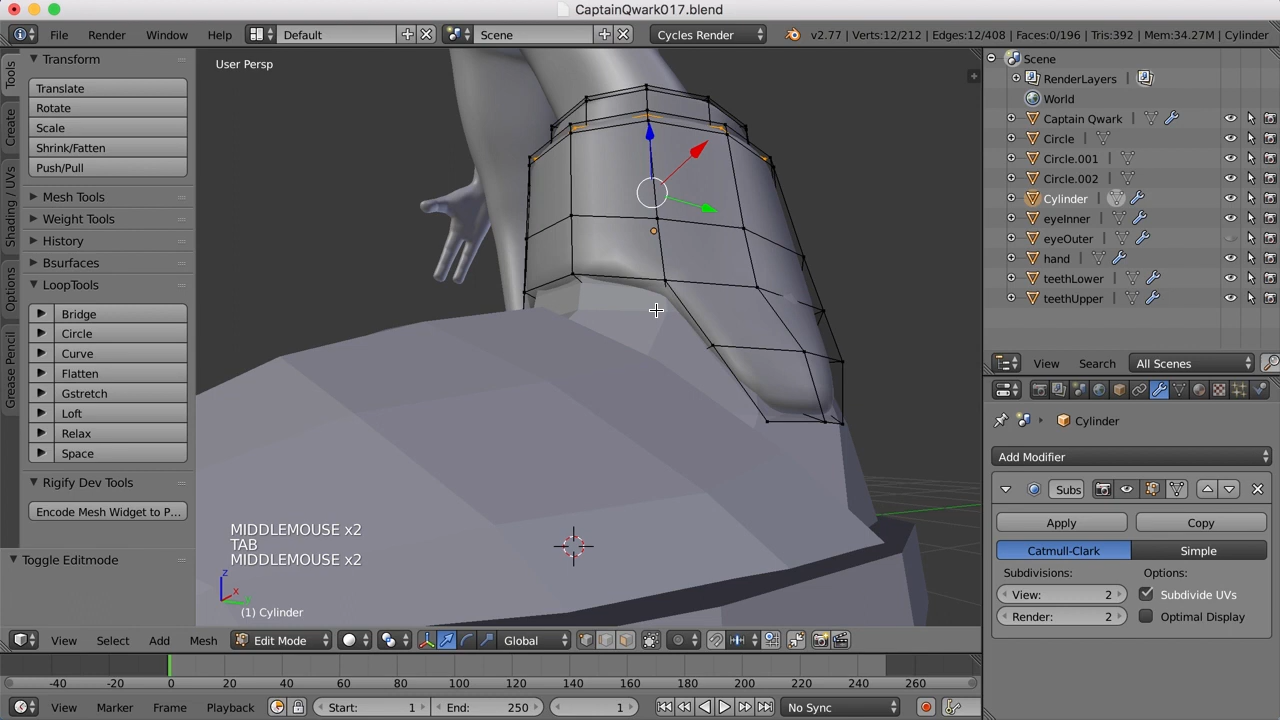 CaptainQwark017.blend
File Render Window Help Default Scene Cycles Render v2.77 | Verts:12/212 | Edges:12/408 | Faces:0/196 | Tris:392 | Mem:34.27M | Cylinder
Tools
Create
Shading / UVs
Options
Grease Pencil
Transform
Translate
Rotate
Scale
Shrink/Fatten
Push/Pull
Mesh Tools
Weight Tools
History
Bsurfaces
LoopTools
Bridge
Circle
Curve
Flatten
Gstretch
Loft
Relax
Space
Rigify Dev Tools
Encode Mesh Widget to P...
Toggle Editmode
User Persp
MIDDLEMOUSE x2
TAB
MIDDLEMOUSE x2
z
x
(1) Cylinder
View Select Add Mesh Edit Mode Global
-40 -20 0 20 40 60 80 100 120 140 160 180 200 220 240 260
View Marker Frame Playback Start: 1 End: 250 1 No Sync
Scene
RenderLayers
World
Captain Qwark
Circle
Circle.001
Circle.002
Cylinder
eyeInner
eyeOuter
hand
teethLower
teethUpper
View Search All Scenes
Cylinder
Add Modifier
Subs
Apply Copy
Catmull-Clark Simple
Subdivisions: Options:
View: 2 Subdivide UVs
Render: 2 Optimal Display